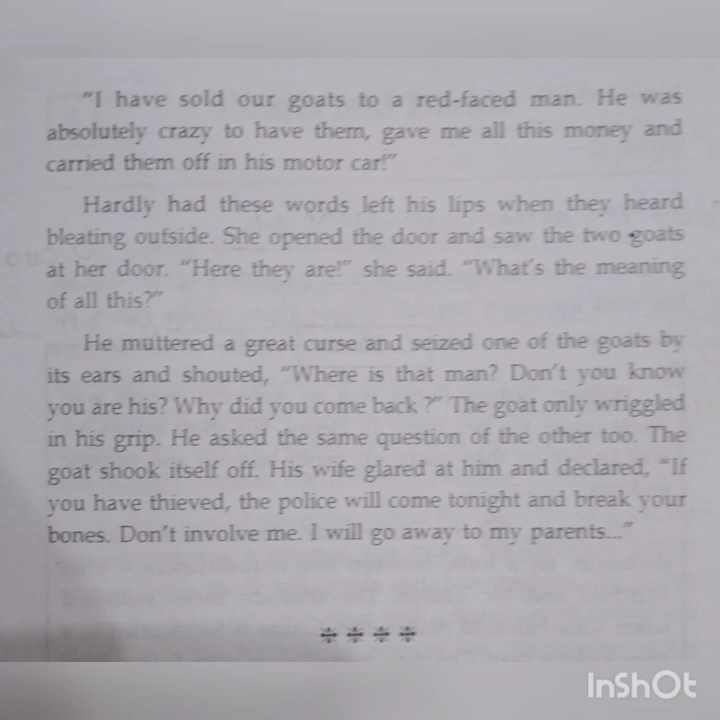 "I have sold our goats to a red-faced man. He was
absolutely crazy to have them, gave me all this money and
carried them off in his motor car!"
Hardly had these words left his lips when they heard
bleating outside. She opened the door and saw the two goats
at her door. "Here they are!" she said. "What's the meaning
of all this?"
He muttered a great curse and seized one of the goats by
its ears and shouted, "Where is that man? Don't you know
you are his? Why did you come back ?" The goat only wriggled
in his grip. He asked the same question of the other too. The
goat shook itself off. His wife glared at him and declared, "If
you have thieved, the police will come tonight and break your
bones. Don't involve me. I will go away to my parents..."
InShOt